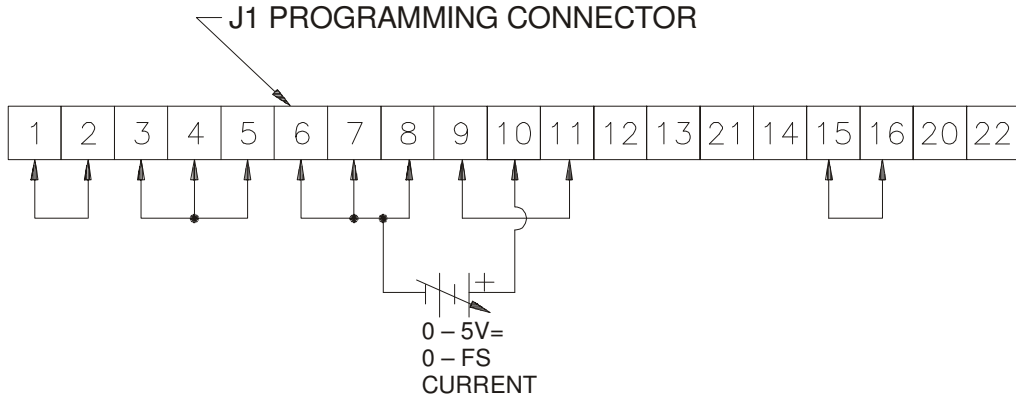 J1 PROGRAMMING CONNECTOR
1 2 3 4 5 6 7 8 9 10 11 12 13 21 14 15 16 20 22
+
0 – 5V=
0 – FS
CURRENT